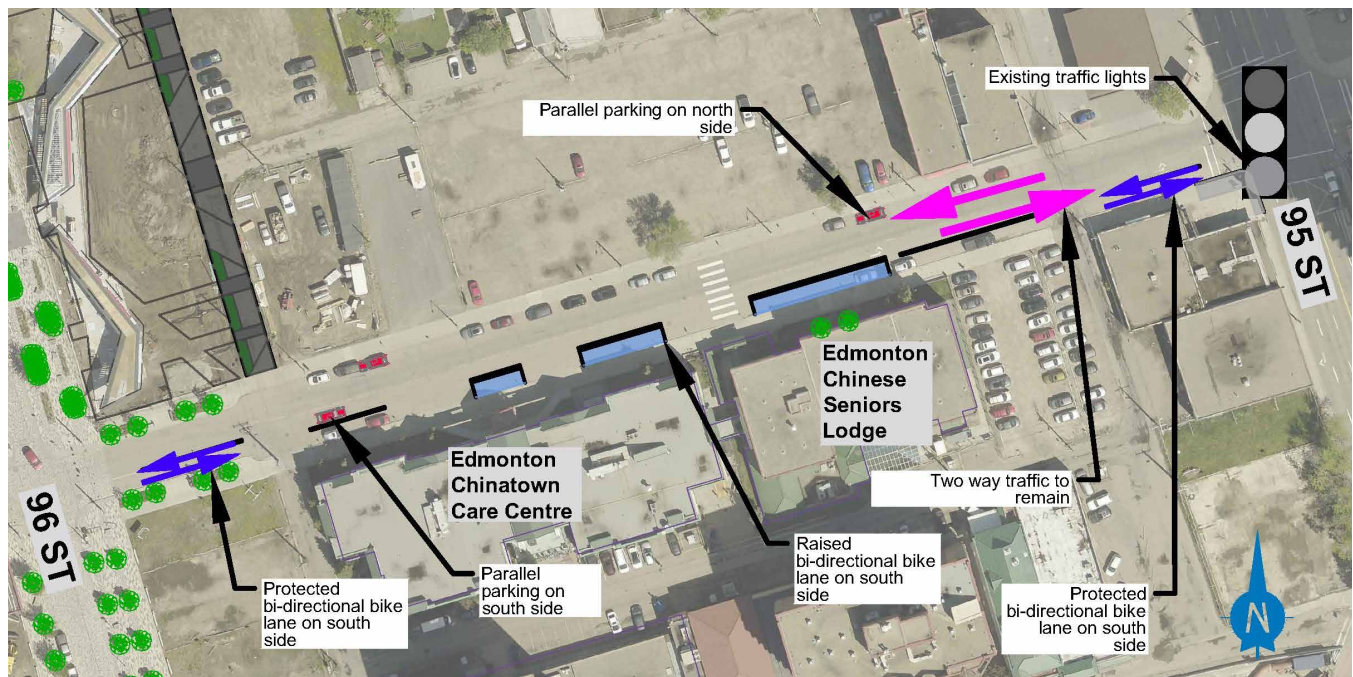 Existing traffic lights
Parallel parking on north
side
95 ST
Edmonton
Chinese
Seniors
Lodge
Edmonton
Chinatown
Care Centre
Two way traffic to
remain
96 ST
Protected
bi-directional bike
lane on south
side
Parallel
parking on
south side
Raised
bi-directional bike
lane on south
side
Protected
bi-directional bike
lane on south
side
N